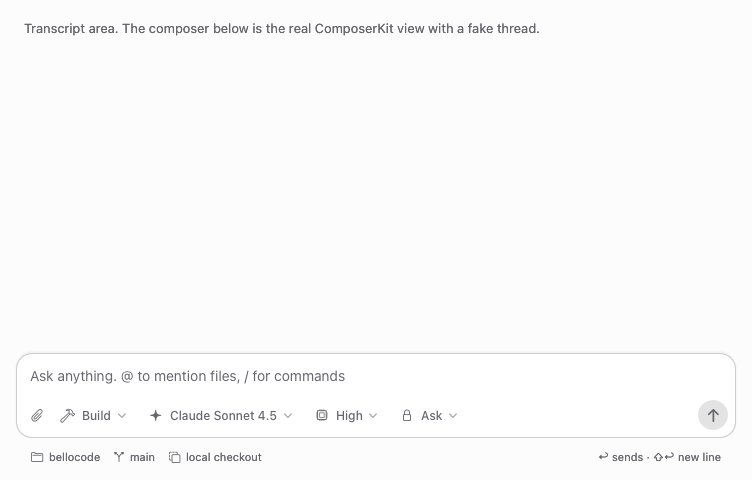 Transcript area. The composer below is the real ComposerKit view with a fake thread.
Ask anything. @ to mention files, / for commands
Build Claude Sonnet 4.5 High Ask
bellocode main local checkout ↩ sends · ⇧↩ new line